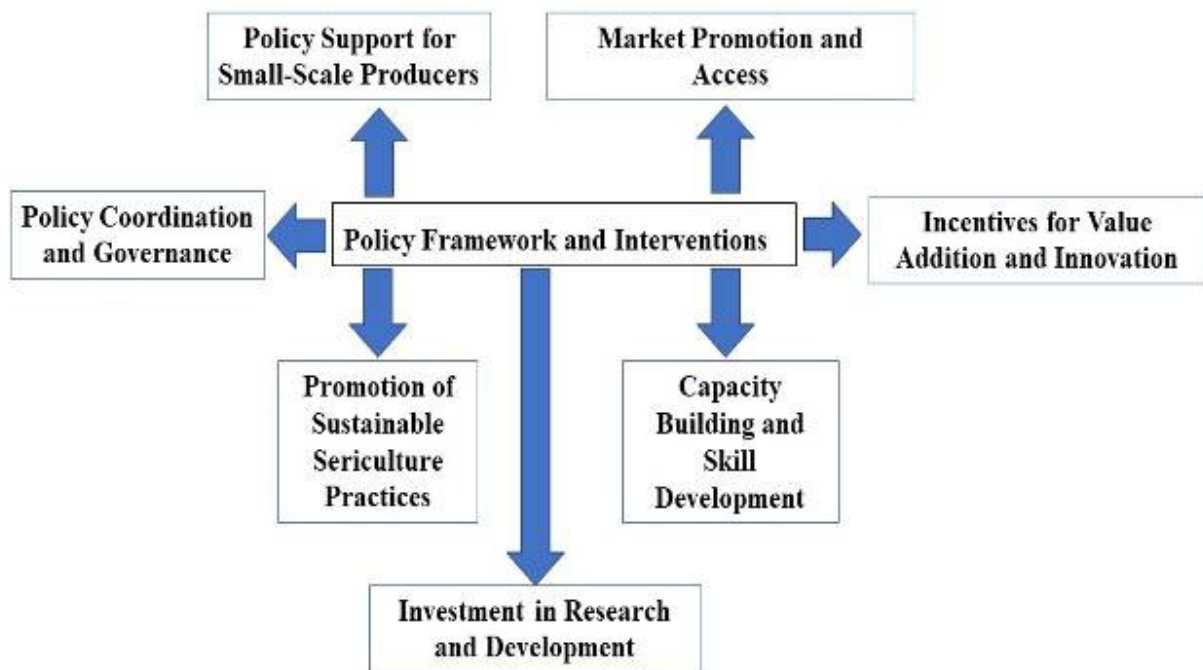 Policy Support for
Small-Scale Producers
Market Promotion and
Access
Policy Coordination
and Governance
Policy Framework and Interventions
Incentives for Value
Addition and Innovation
Promotion of
Sustainable
Sericulture
Practices
Capacity
Building and
Skill
Development
Investment in Research
and Development